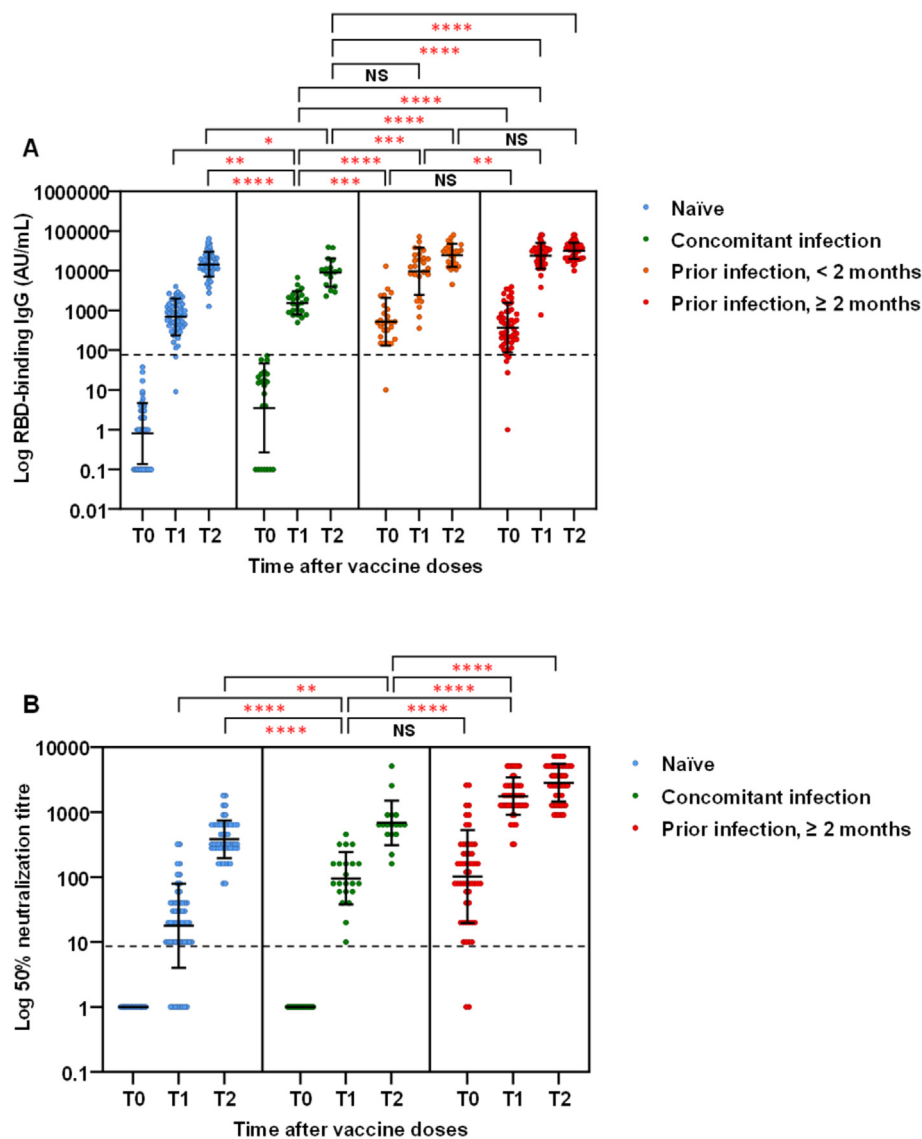 ****
****
NS
****
****
* *** NS
A
** **** **
**** *** NS
1000000
100000
10000
1000
100
10
1
0.1
0.01
Log RBD-binding IgG (AU/mL)
Naïve
Concomitant infection
Prior infection, < 2 months
Prior infection, ≥ 2 months
T0 T1 T2 T0 T1 T2 T0 T1 T2 T0 T1 T2
Time after vaccine doses
****
** ****
B
**** ****
**** NS
10000
1000
100
10
1
0.1
Log 50% neutralization titre
Naïve
Concomitant infection
Prior infection, ≥ 2 months
T0 T1 T2 T0 T1 T2 T0 T1 T2
Time after vaccine doses